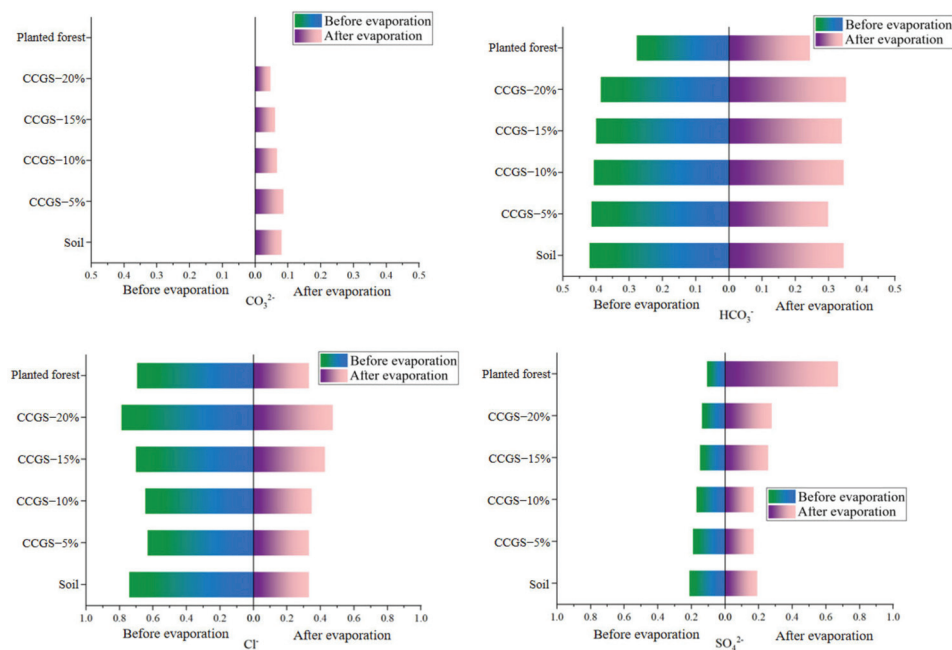 Before evaporation
After evaporation
Planted forest
CCGS−20%
CCGS−15%
CCGS−10%
CCGS−5%
Soil
0.5 0.4 0.3 0.2 0.1 0.0 0.1 0.2 0.3 0.4 0.5
Before evaporation After evaporation
CO₃²⁻
Before evaporation
After evaporation
Planted forest
CCGS−20%
CCGS−15%
CCGS−10%
CCGS−5%
Soil
0.5 0.4 0.3 0.2 0.1 0.0 0.1 0.2 0.3 0.4 0.5
Before evaporation After evaporation
HCO₃⁻
Before evaporation
After evaporation
Planted forest
CCGS−20%
CCGS−15%
CCGS−10%
CCGS−5%
Soil
1.0 0.8 0.6 0.4 0.2 0.0 0.2 0.4 0.6 0.8 1.0
Before evaporation After evaporation
Cl⁻
Planted forest
CCGS−20%
CCGS−15%
CCGS−10%
Before evaporation
After evaporation
CCGS−5%
Soil
1.0 0.8 0.6 0.4 0.2 0.0 0.2 0.4 0.6 0.8 1.0
Before evaporation After evaporation
SO₄²⁻